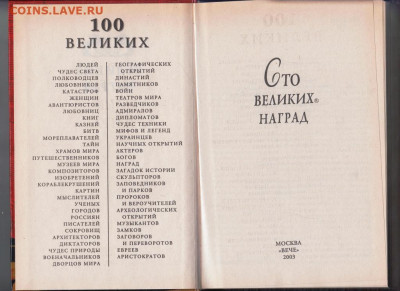 COINS.LAVE.RU
100
ВЕЛИКИХ
ЛЮДЕЙ
ЧУДЕС СВЕТА
ПОЛКОВОДЦЕВ
ЛЮБОВНИКОВ
КАТАСТРОФ
ЖЕНЩИН
АВАНТЮРИСТОВ
ЛЮБОВНИЦ
КНИГ
КАЗНЕЙ
БИТВ
МОРЕПЛАВАТЕЛЕЙ
ТАЙН
ХРАМОВ МИРА
ПУТЕШЕСТВЕННИКОВ
МУЗЕЕВ МИРА
КОМПОЗИТОРОВ
ИЗОБРЕТЕНИЙ
КОРАБЛЕКРУШЕНИЙ
КАРТИН
МЫСЛИТЕЛЕЙ
УЧЕНЫХ
ГОРОДОВ
РОССИЯН
ПИСАТЕЛЕЙ
СОКРОВИЩ
АРХИТЕКТОРОВ
ДИКТАТОРОВ
ЧУДЕС ПРИРОДЫ
ВОЕНАЧАЛЬНИКОВ
ДВОРЦОВ МИРА
ГЕОГРАФИЧЕСКИХ
ОТКРЫТИЙ
ДИНАСТИЙ
ПАМЯТНИКОВ
ВОЙН
ТЕАТРОВ МИРА
РАЗВЕДЧИКОВ
АДМИРАЛОВ
ДИПЛОМАТОВ
ЧУДЕС ТЕХНИКИ
МИФОВ И ЛЕГЕНД
УКРАИНЦЕВ
НАУЧНЫХ ОТКРЫТИЙ
АКТЕРОВ
БОГОВ
НАГРАД
ЗАГАДОК ИСТОРИИ
СКУЛЬПТОРОВ
ЗАПОВЕДНИКОВ
И ПАРКОВ
ПРОРОКОВ
И ВЕРОУЧИТЕЛЕЙ
АРХЕОЛОГИЧЕСКИХ
ОТКРЫТИЙ
МУЗЫКАНТОВ
ЗАМКОВ
ЗАГОВОРОВ
И ПЕРЕВОРОТОВ
ЕВРЕЕВ
АРИСТОКРАТОВ
Сто
ВЕЛИКИХ®
НАГРАД
МОСКВА
"ВЕЧЕ"
2003